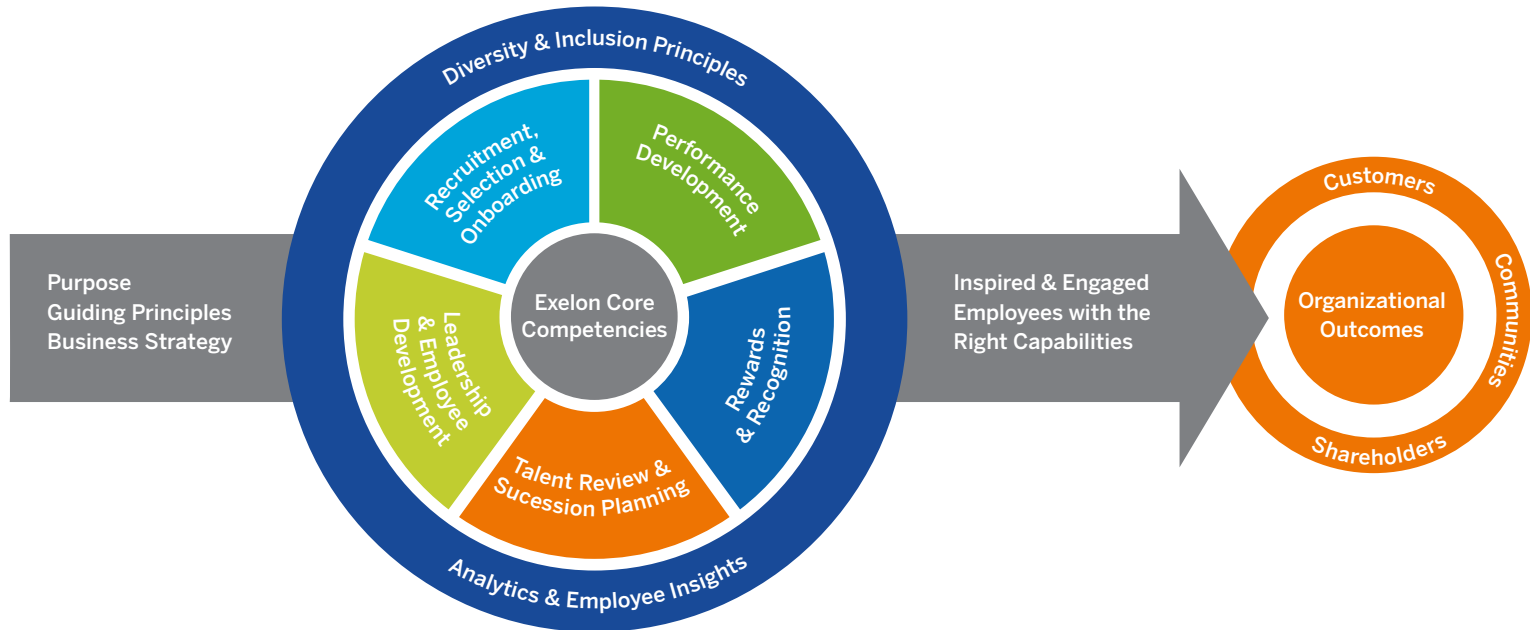 Purpose
Guiding Principles
Business Strategy
Diversity & Inclusion Principles
Recruitment,
Selection &
Onboarding
Performance
Development
Leadership
& Employee
Development
Exelon Core
Competencies
Rewards
& Recognition
Talent Review &
Sucession Planning
Analytics & Employee Insights
Inspired & Engaged
Employees with the
Right Capabilities
Customers
Communities
Shareholders
Organizational
Outcomes